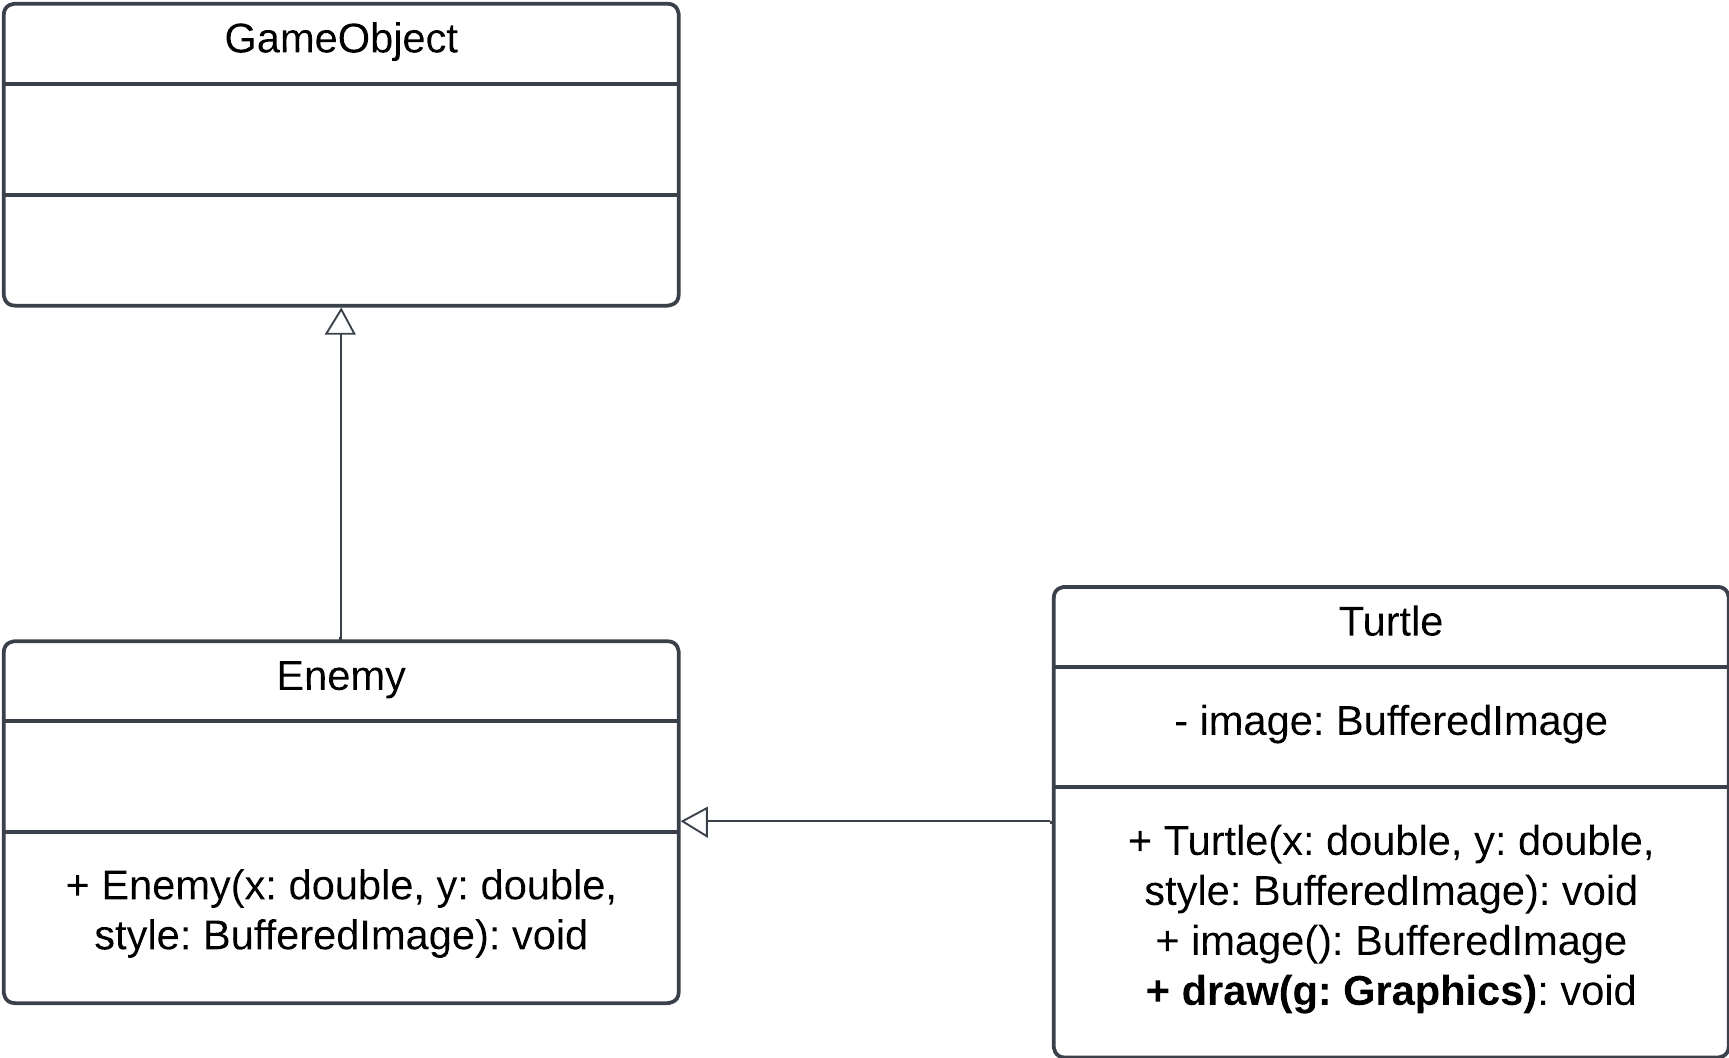 GameObject
Enemy
+ Enemy(x: double, y: double,
style: BufferedImage): void
Turtle
- image: BufferedImage
+ Turtle(x: double, y: double,
style: BufferedImage): void
+ image(): BufferedImage
+ draw(g: Graphics): void